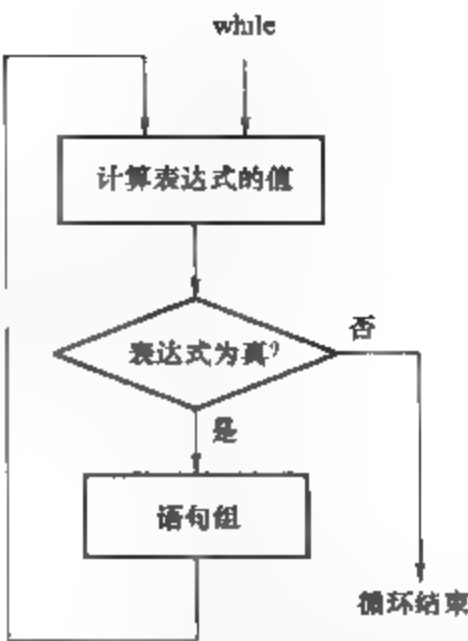 while
计算表达式的值
表达式为真?
否
是
语句组
循环结束